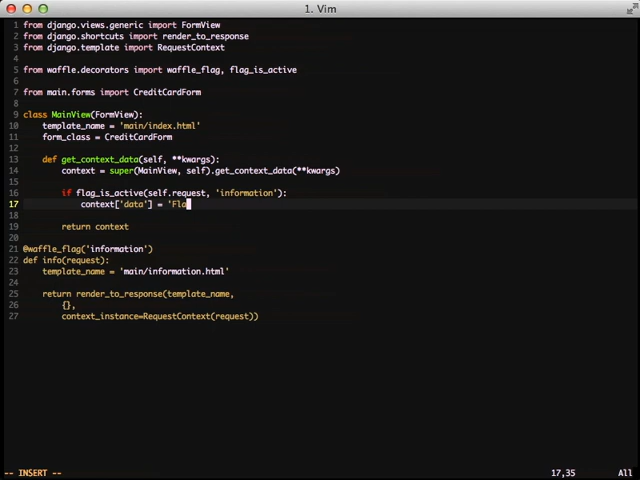 1. Vim
1 from django.views.generic import FormView
2 from django.shortcuts import render_to_response
3 from django.template import RequestContext
4
5 from waffle.decorators import waffle_flag, flag_is_active
6
7 from main.forms import CreditCardForm
8
9 class MainView(FormView):
10     template_name = 'main/index.html'
11     form_class = CreditCardForm
12
13     def get_context_data(self, **kwargs):
14         context = super(MainView, self).get_context_data(**kwargs)
15
16         if flag_is_active(self.request, 'information'):
17             context['data'] = 'Fla
18
19         return context
20
21 @waffle_flag('information')
22 def info(request):
23     template_name = 'main/information.html'
24
25     return render_to_response(template_name,
26         {},
27         context_instance=RequestContext(request))
-- INSERT -- 17,35 All